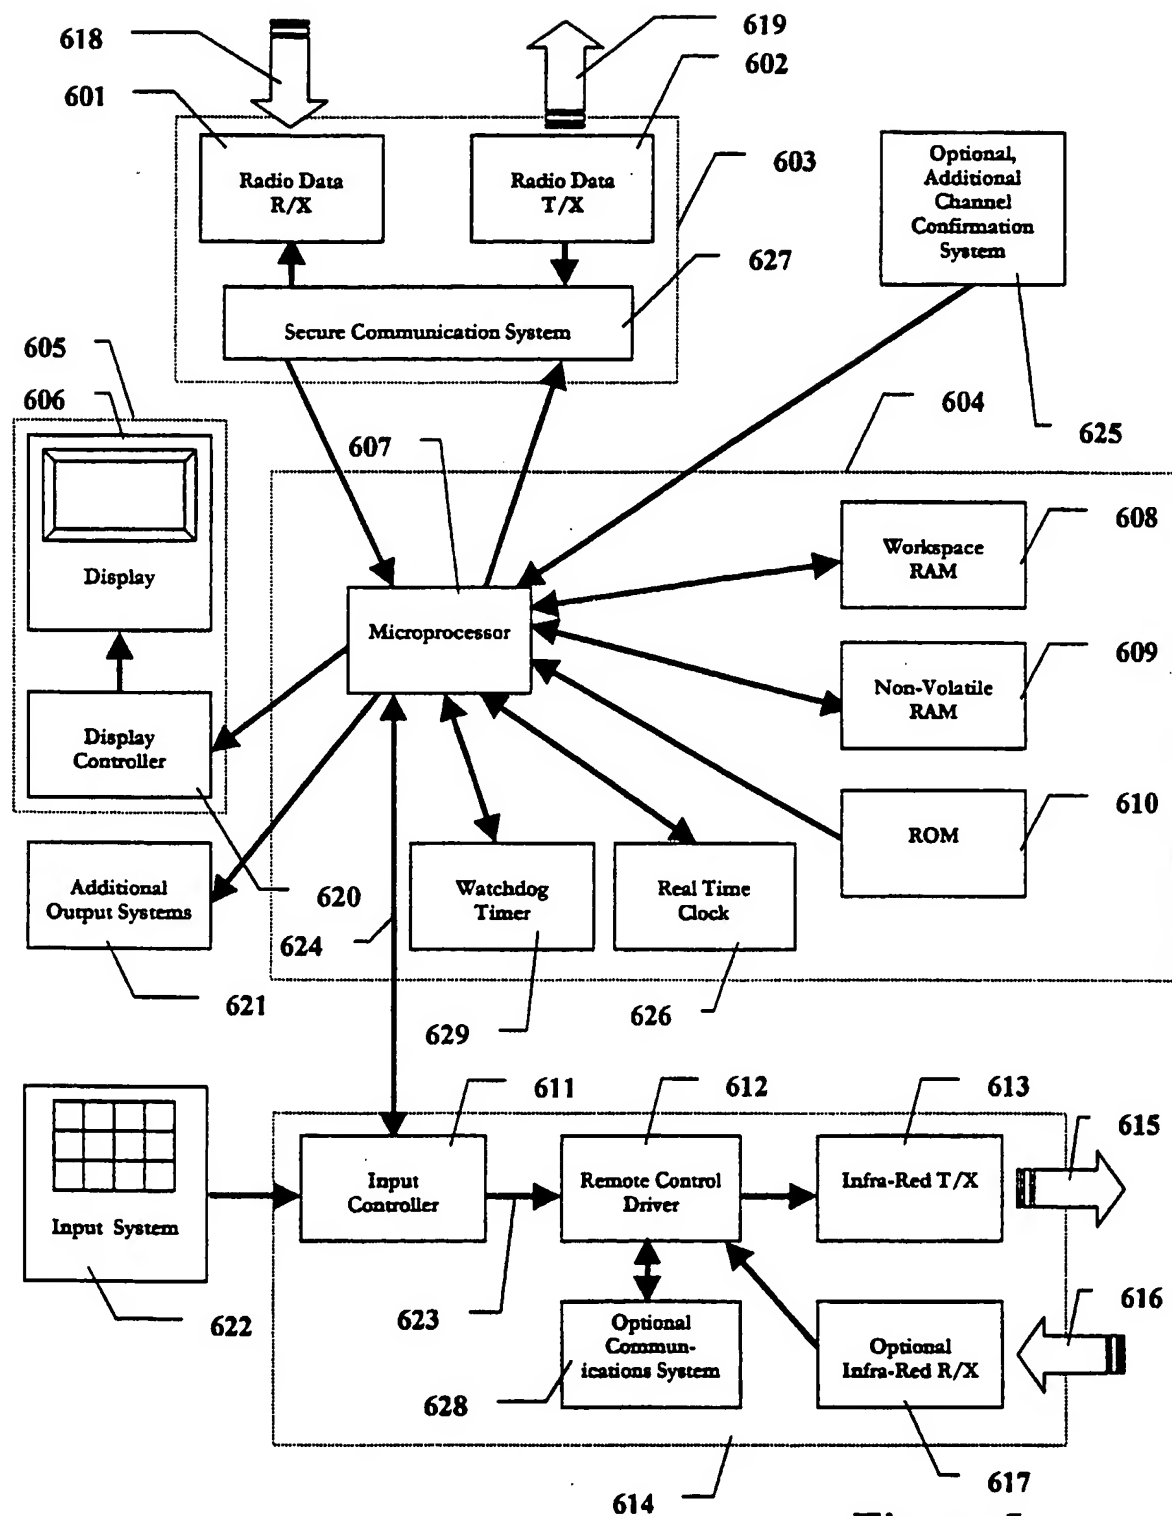 618
619
602
601
Radio Data
R/X
Radio Data
T/X
603
Optional,
Additional
Channel
Confirmation
System
627
Secure Communication System
605
606
604
607
625
Display
608
Workspace
RAM
Microprocessor
609
Non-Volatile
RAM
Display
Controller
610
ROM
Additional
Output Systems
620
Watchdog
Timer
Real Time
Clock
624
621
629
626
611
612
613
615
Input
Controller
Remote Control
Driver
Infra-Red T/X
Input System
622
623
616
Optional
Commun-
ications System
Optional
Infra-Red R/X
628
617
614